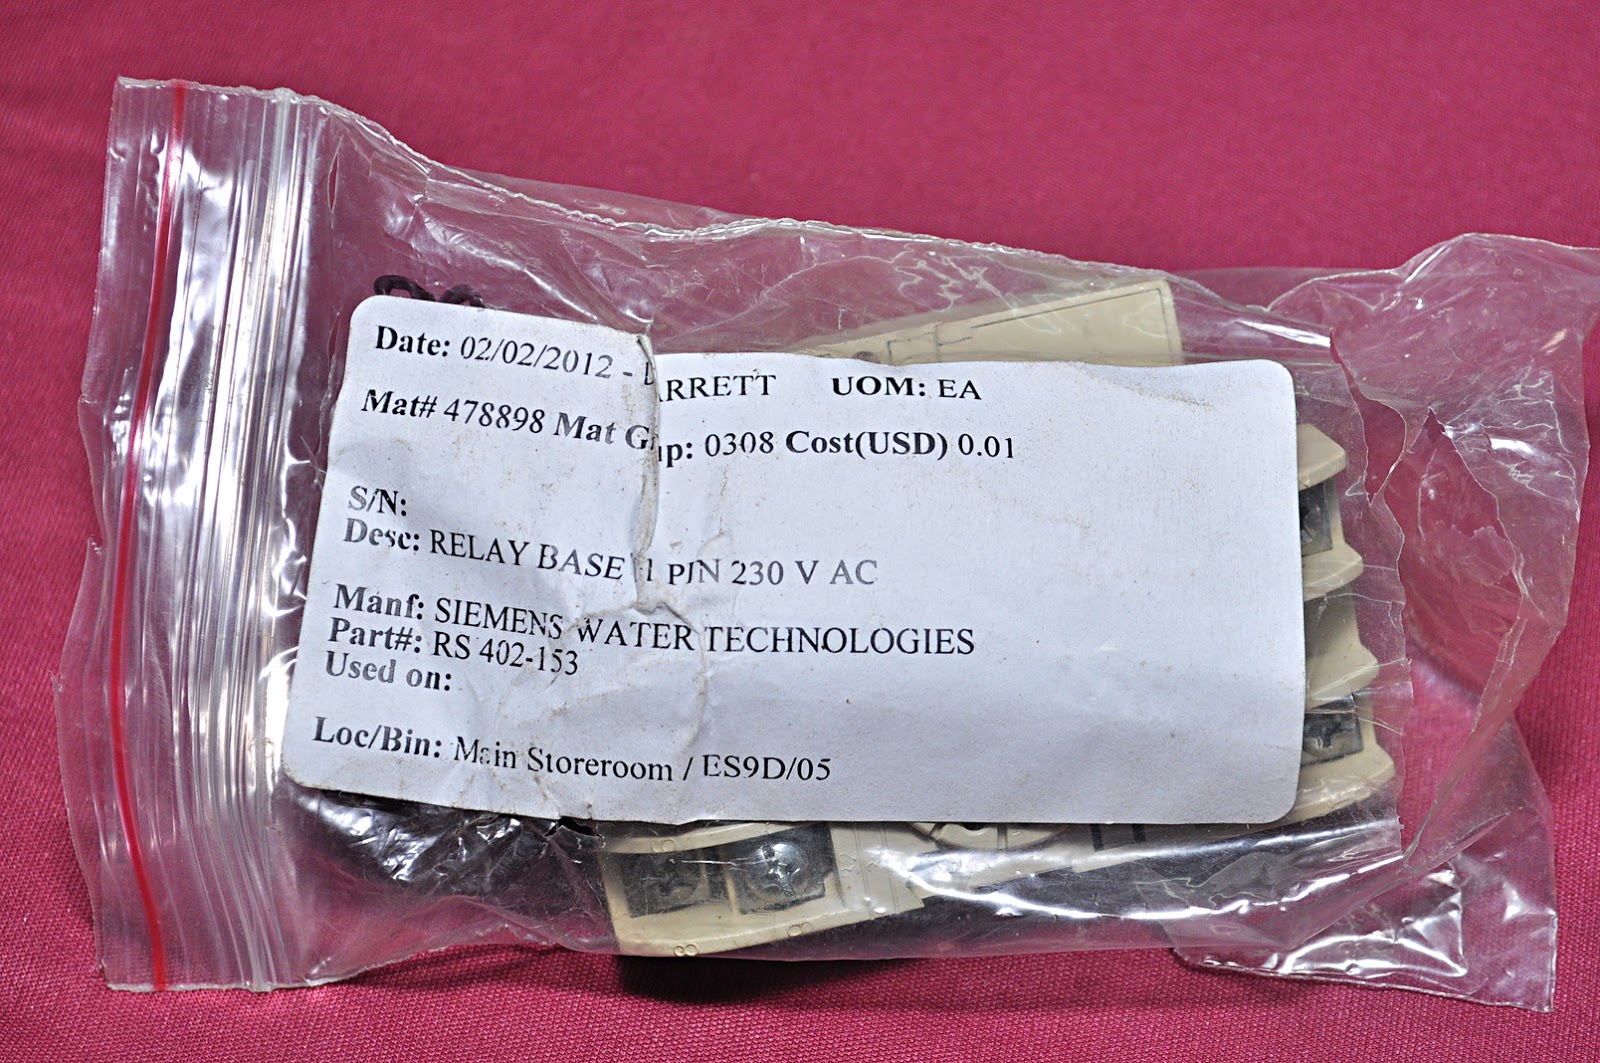 Date: 02/02/2012 - RRETT UOM: EA
Mat# 478898 Mat Grp: 0308 Cost(USD) 0.01
S/N:
Desc: RELAY BASE PIN 230 V AC
Manf: SIEMENS WATER TECHNOLOGIES
Part#: RS 402-153
Used on:
Loc/Bin: Main Storeroom / ES9D/05